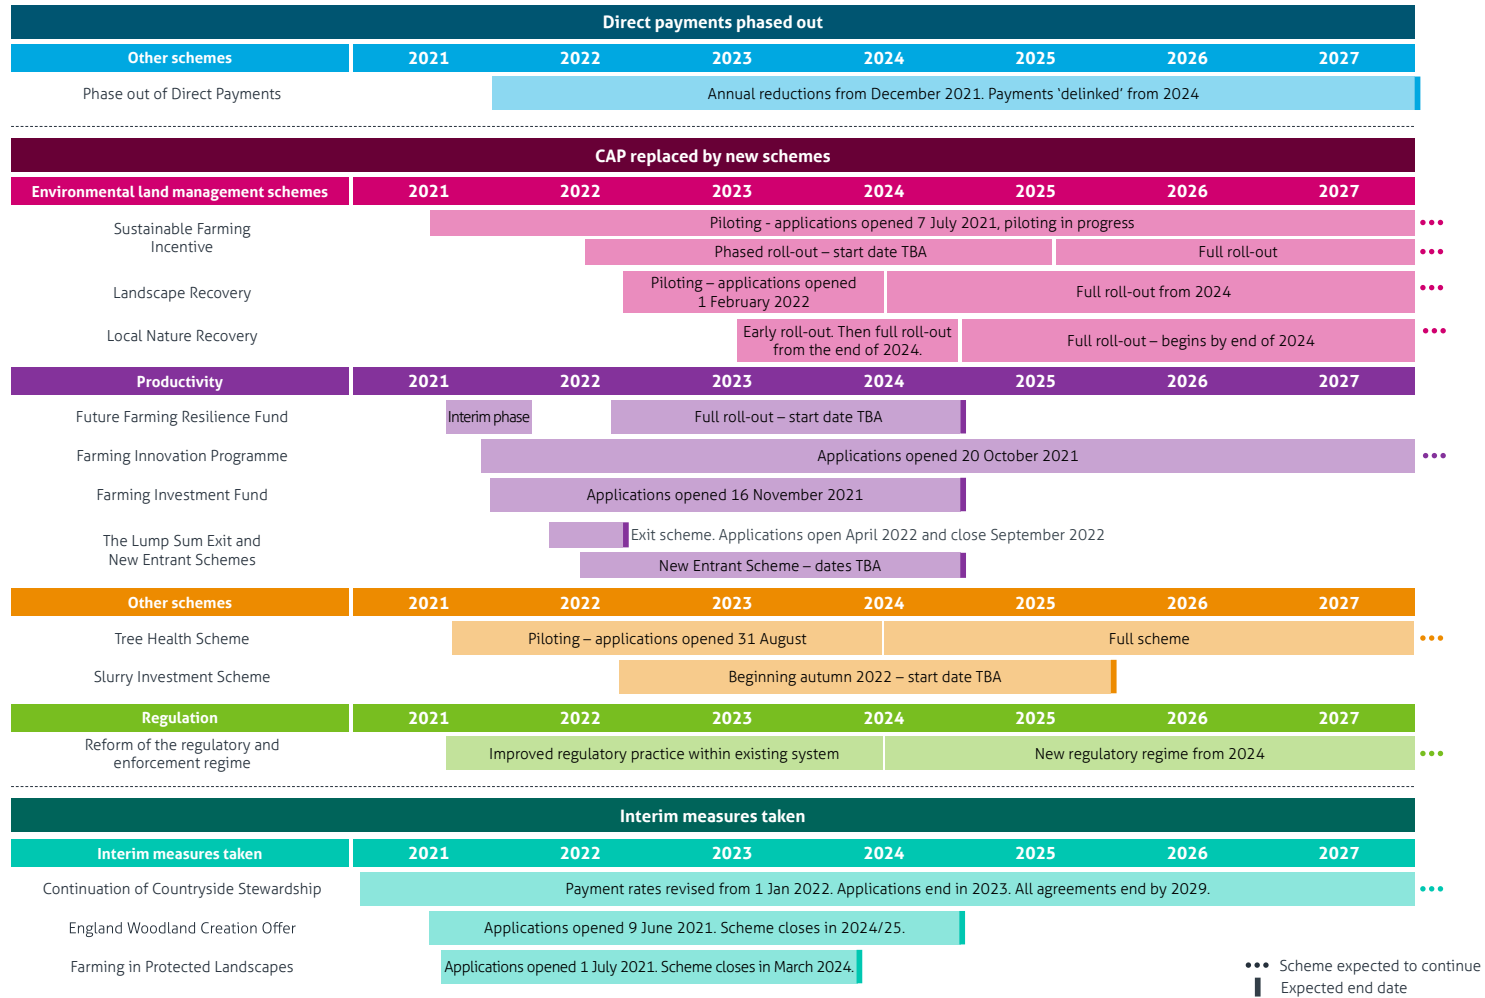 Direct payments phased out
Other schemes 2021 2022 2023 2024 2025 2026 2027
Phase out of Direct Payments Annual reductions from December 2021. Payments ‘delinked’ from 2024
CAP replaced by new schemes
Environmental land management schemes 2021 2022 2023 2024 2025 2026 2027
Sustainable Farming
Incentive
Piloting - applications opened 7 July 2021, piloting in progress
Phased roll-out – start date TBA Full roll-out
Landscape Recovery
Piloting – applications opened
1 February 2022
Full roll-out from 2024
Local Nature Recovery
Early roll-out. Then full roll-out
from the end of 2024.
Full roll-out – begins by end of 2024
Productivity 2021 2022 2023 2024 2025 2026 2027
Future Farming Resilience Fund Interim phase Full roll-out – start date TBA
Farming Innovation Programme Applications opened 20 October 2021
Farming Investment Fund Applications opened 16 November 2021
The Lump Sum Exit and
New Entrant Schemes
Exit scheme. Applications open April 2022 and close September 2022
New Entrant Scheme – dates TBA
Other schemes 2021 2022 2023 2024 2025 2026 2027
Tree Health Scheme Piloting – applications opened 31 August Full scheme
Slurry Investment Scheme Beginning autumn 2022 – start date TBA
Regulation 2021 2022 2023 2024 2025 2026 2027
Reform of the regulatory and
enforcement regime
Improved regulatory practice within existing system New regulatory regime from 2024
Interim measures taken
Interim measures taken 2021 2022 2023 2024 2025 2026 2027
Continuation of Countryside Stewardship Payment rates revised from 1 Jan 2022. Applications end in 2023. All agreements end by 2029.
England Woodland Creation Offer Applications opened 9 June 2021. Scheme closes in 2024/25.
Farming in Protected Landscapes Applications opened 1 July 2021. Scheme closes in March 2024.
Scheme expected to continue
Expected end date